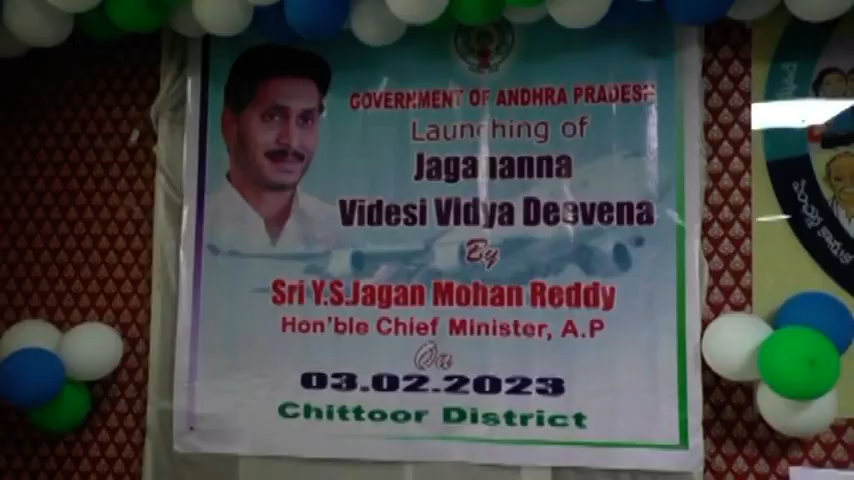 GOVERNMENT OF ANDHRA PRADESH
Launching of
Jagananna
Videsi Vidya Deevena
By
Sri Y.S.Jagan Mohan Reddy
Hon'ble Chief Minister, A.P
On
03.02.2023
Chittoor District